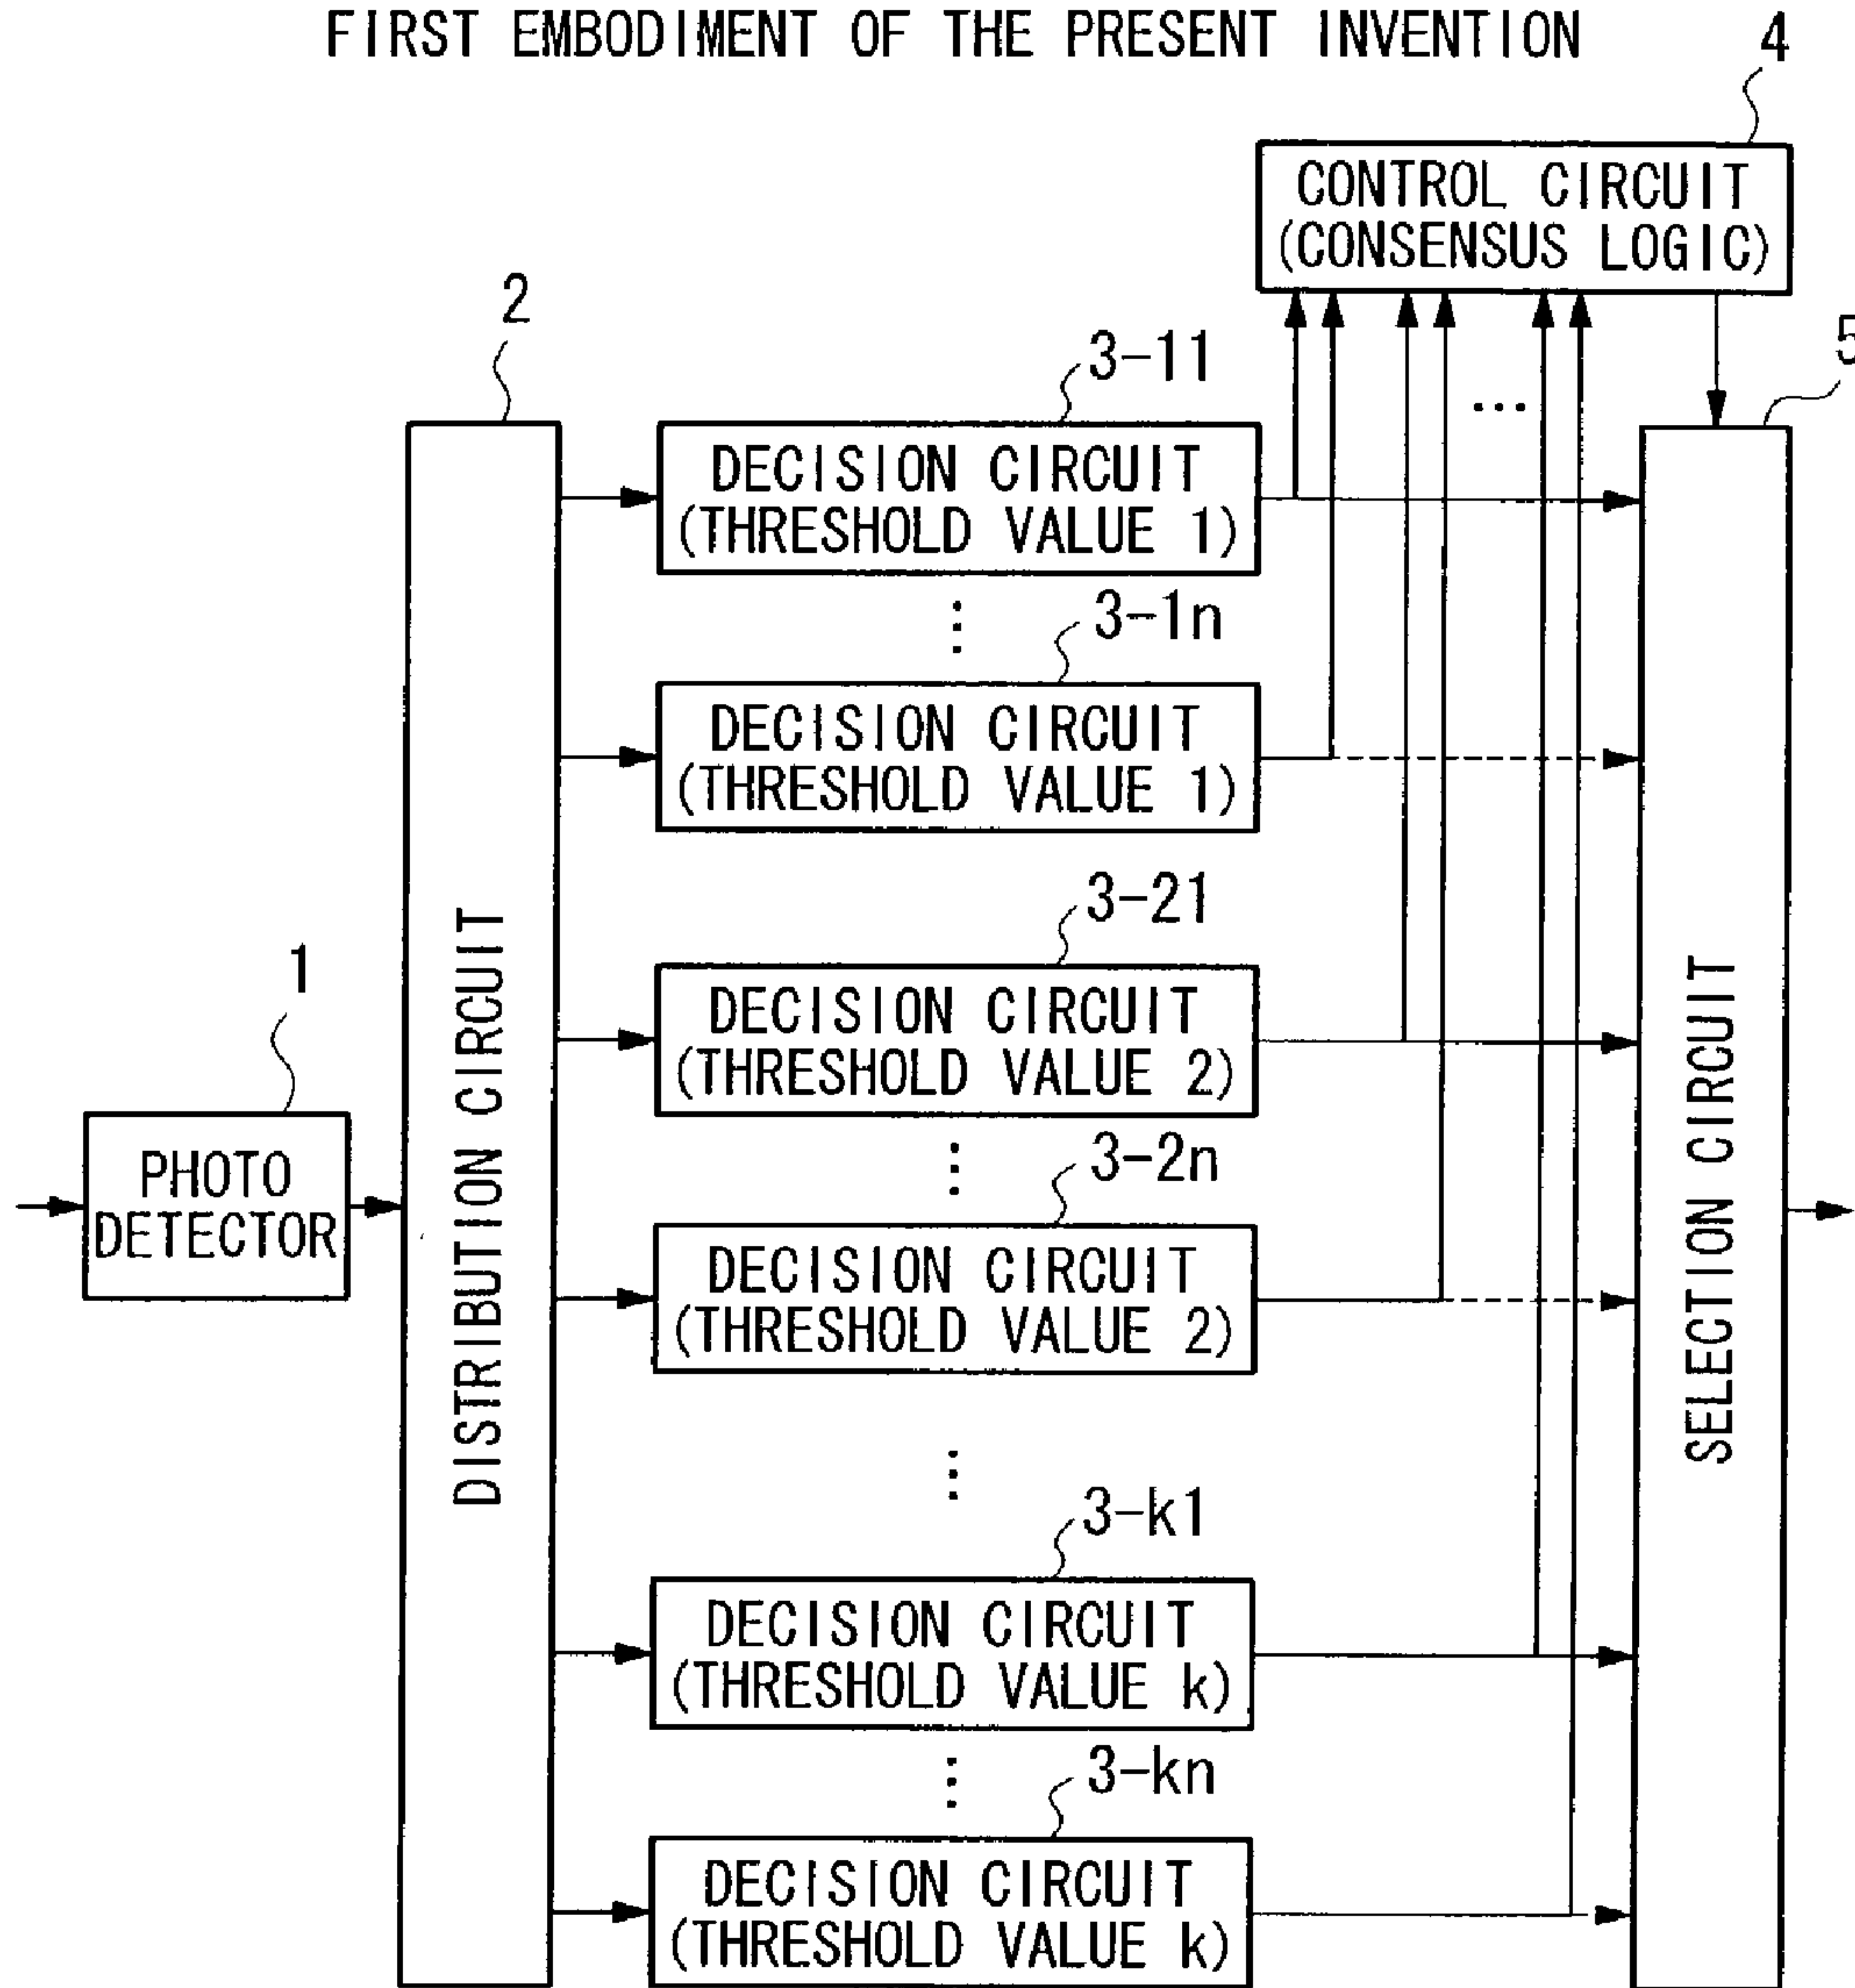 FIRST EMBODIMENT OF THE PRESENT INVENTION
4
CONTROL CIRCUIT
(CONSENSUS LOGIC)
2
5
3-11
DECISION CIRCUIT
(THRESHOLD VALUE 1)
3-1n
DECISION CIRCUIT
(THRESHOLD VALUE 1)
3-21
DECISION CIRCUIT
(THRESHOLD VALUE 2)
1
PHOTO
DETECTOR
DISTRIBUTION CIRCUIT
SELECTION CIRCUIT
3-2n
DECISION CIRCUIT
(THRESHOLD VALUE 2)
3-k1
DECISION CIRCUIT
(THRESHOLD VALUE k)
3-kn
DECISION CIRCUIT
(THRESHOLD VALUE k)